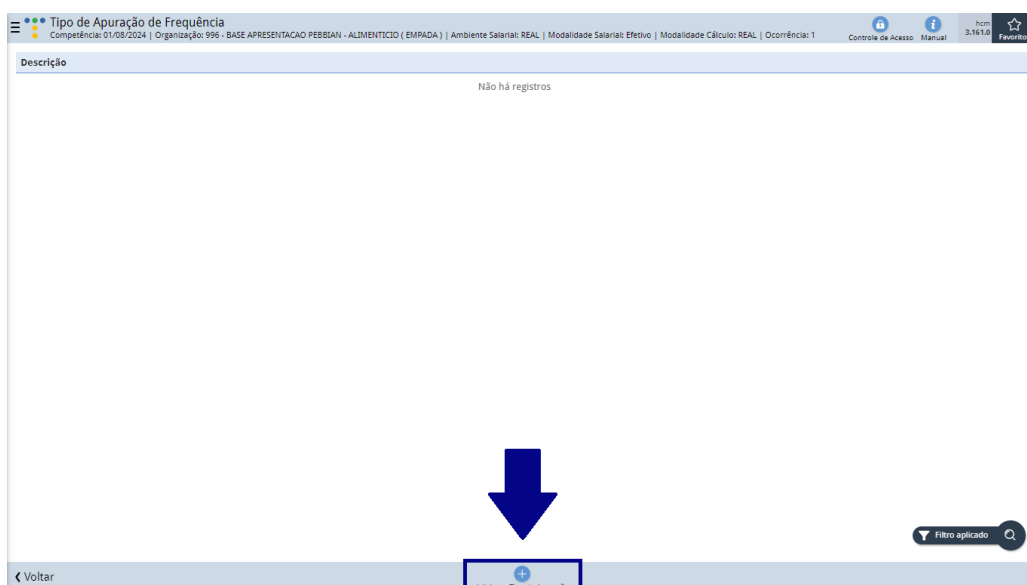 Tipo de Apuração de Frequência
Competência: 01/08/2024 | Organização: 996 - BASE APRESENTACAO PEBBIAN - ALIMENTICIO ( EMPADA ) | Ambiente Salarial: REAL | Modalidade Salarial: Efetivo | Modalidade Cálculo: REAL | Ocorrência: 1
Controle de Acesso
Manual
hcm
3.161.0
Favorito
Descrição
Não há registros
Filtro aplicado
Voltar